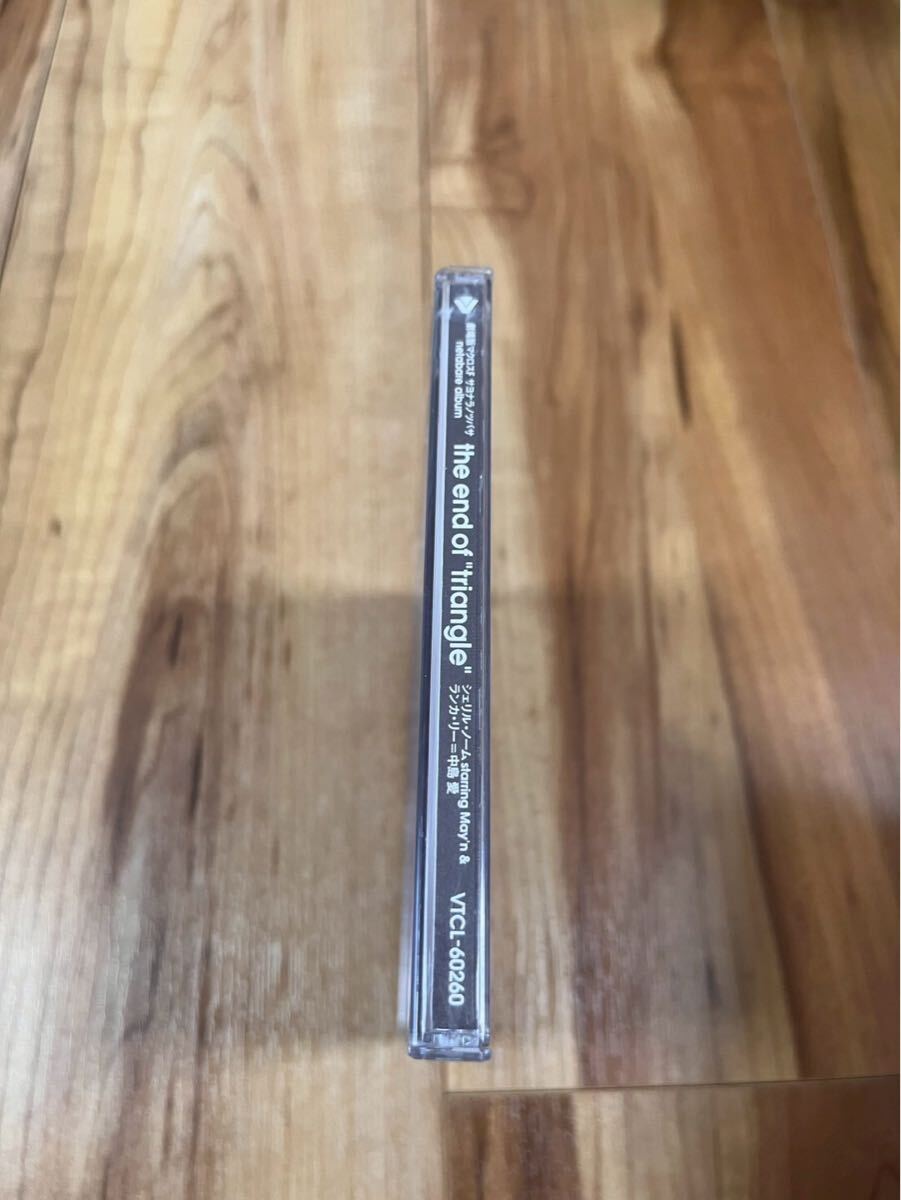 劇場版マクロスF サヨナラノツバサ
netabare album
the end of "triangle"
シェリル・ノーム starring May'n &
ランカ・リー=中島 愛
VTCL-60260